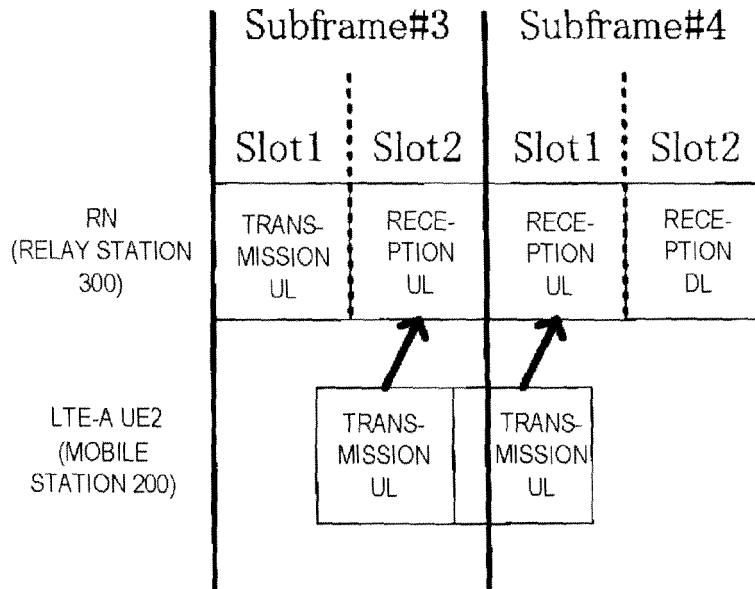 Subframe#3 Subframe#4
Slot1 Slot2 Slot1 Slot2
RN
(RELAY STATION
300)
TRANS-
MISSION
UL
RECE-
PTION
UL
RECE-
PTION
UL
RECE-
PTION
DL
LTE-A UE2
(MOBILE
STATION 200)
TRANS-
MISSION
UL
TRANS-
MISSION
UL